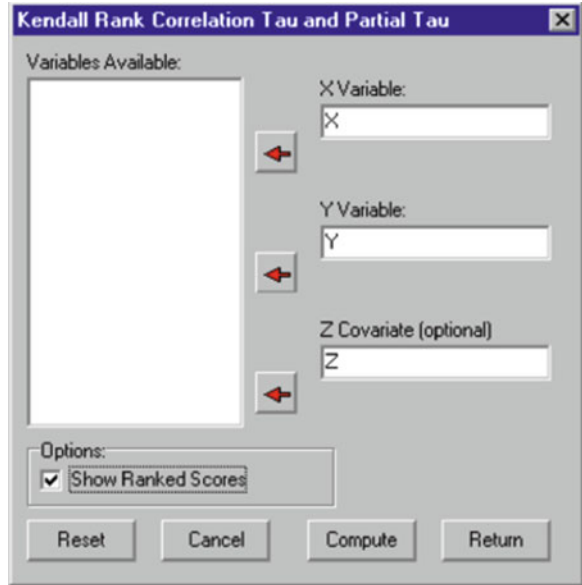 Kendall Rank Correlation Tau and Partial Tau
Variables Available:
X Variable:
X
Y Variable:
Y
Z Covariate (optional)
Z
Options:
Show Ranked Scores
Reset
Cancel
Compute
Return